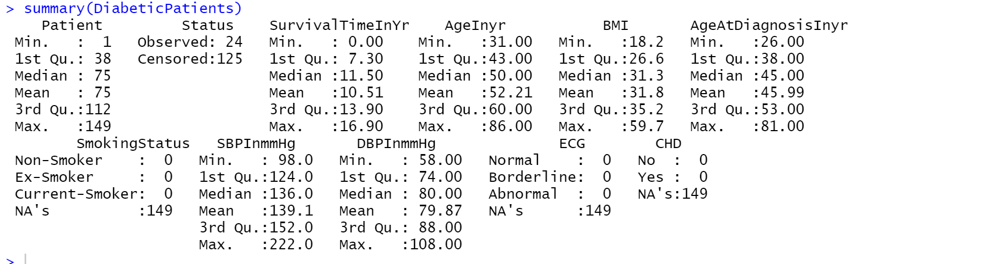 > summary(DiabeticPatients)
    Patient         Status    SurvivalTimeInYr    AgeInyr           BMI       AgeAtDiagnosisInyr
 Min.   :  1   Observed: 24   Min.   : 0.00    Min.   :31.00   Min.   :18.2   Min.   :26.00
 1st Qu.: 38   Censored:125   1st Qu.: 7.30    1st Qu.:43.00   1st Qu.:26.6   1st Qu.:38.00
 Median : 75                  Median :11.50    Median :50.00   Median :31.3   Median :45.00
 Mean   : 75                  Mean   :10.51    Mean   :52.21   Mean   :31.8   Mean   :45.99
 3rd Qu.:112                  3rd Qu.:13.90    3rd Qu.:60.00   3rd Qu.:35.2   3rd Qu.:53.00
 Max.   :149                  Max.   :16.90    Max.   :86.00   Max.   :59.7   Max.   :81.00
        SmokingStatus   SBPInmmHg       DBPInmmHg              ECG        CHD
 Non-Smoker    :  0   Min.   : 98.0   Min.   : 58.00   Normal    :  0   No  :  0
 Ex-Smoker     :  0   1st Qu.:124.0   1st Qu.: 74.00   Borderline:  0   Yes :  0
 Current-Smoker:  0   Median :136.0   Median : 80.00   Abnormal  :  0   NA's:149
 NA's          :149   Mean   :139.1   Mean   : 79.87   NA's      :149
                      3rd Qu.:152.0   3rd Qu.: 88.00
                      Max.   :222.0   Max.   :108.00
>